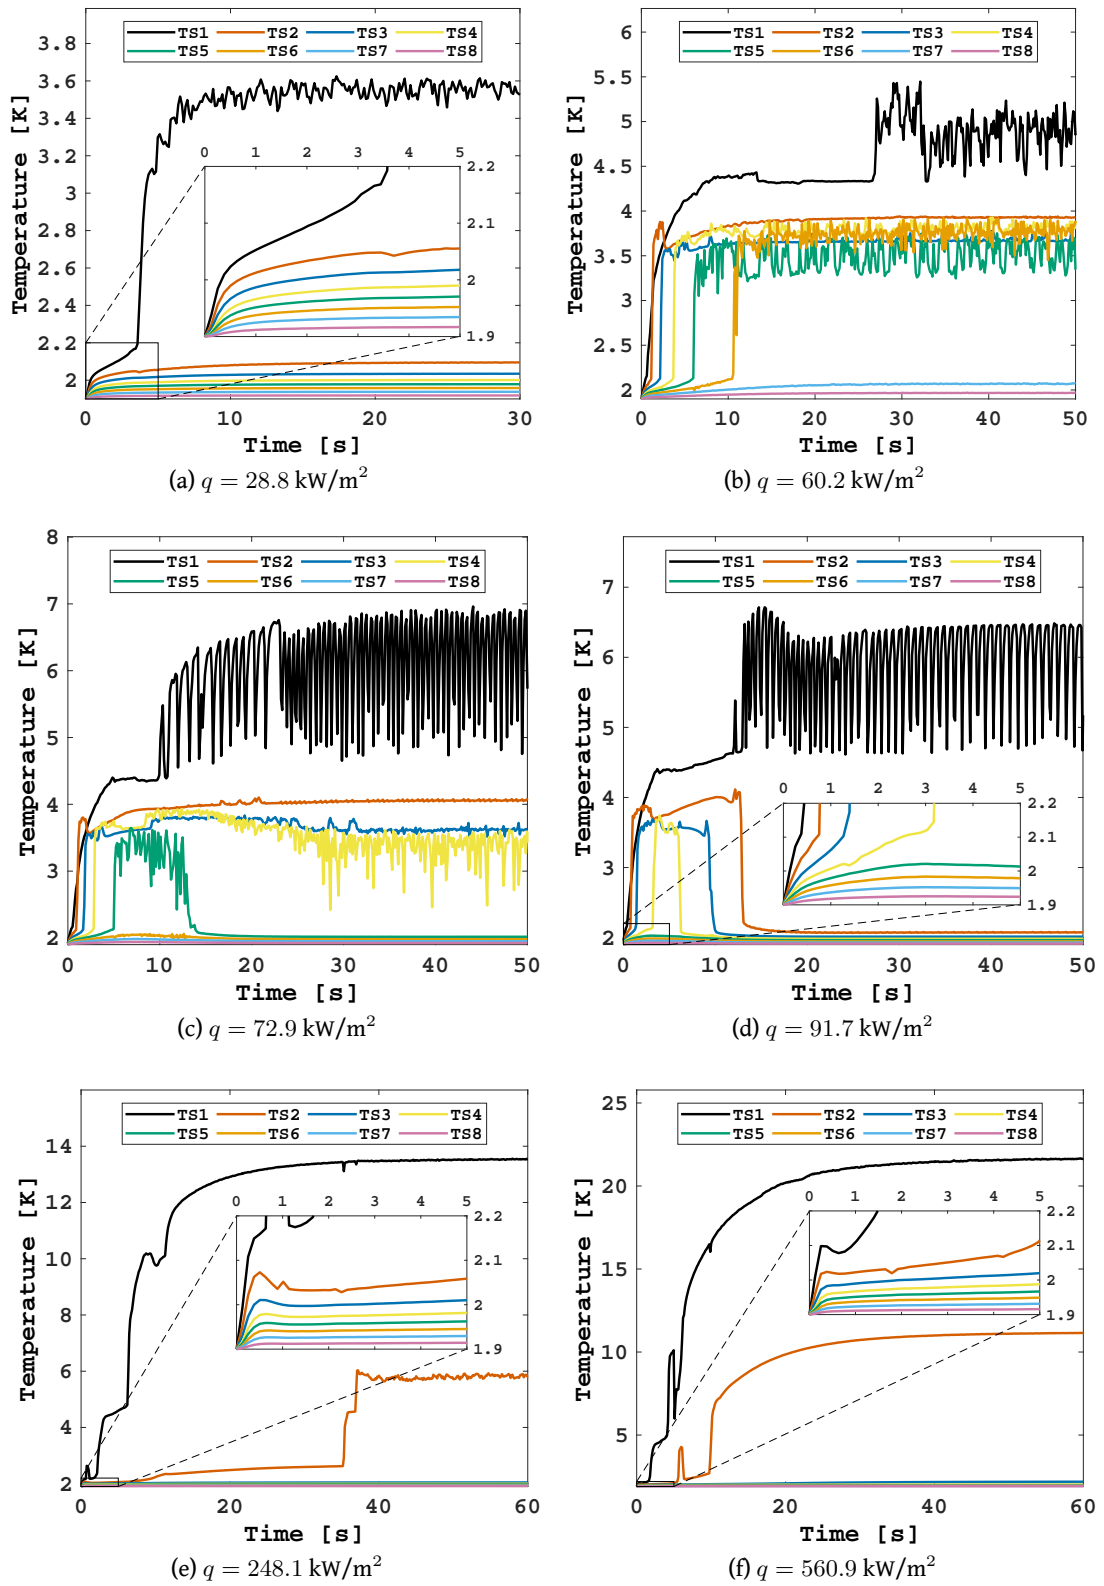 TS1 TS2 TS3 TS4
TS5 TS6 TS7 TS8
3.8
3.6
3.4
3.2
3
2.8
2.6
2.4
2.2
2
Temperature [K]
0 1 2 3 4 5
2.2
2.1
2
1.9
0 10 20 30
Time [s]
(a) q = 28.8 kW/m²
TS1 TS2 TS3 TS4
TS5 TS6 TS7 TS8
6
5.5
5
4.5
4
3.5
3
2.5
2
Temperature [K]
0 10 20 30 40 50
Time [s]
(b) q = 60.2 kW/m²
TS1 TS2 TS3 TS4
TS5 TS6 TS7 TS8
8
7
6
5
4
3
2
Temperature [K]
0 10 20 30 40 50
Time [s]
(c) q = 72.9 kW/m²
TS1 TS2 TS3 TS4
TS5 TS6 TS7 TS8
7
6
5
4
3
2
Temperature [K]
0 1 2 3 4 5
2.2
2.1
2
1.9
0 10 20 30 40 50
Time [s]
(d) q = 91.7 kW/m²
TS1 TS2 TS3 TS4
TS5 TS6 TS7 TS8
14
12
10
8
6
4
2
Temperature [K]
0 1 2 3 4 5
2.2
2.1
2
1.9
0 20 40 60
Time [s]
(e) q = 248.1 kW/m²
TS1 TS2 TS3 TS4
TS5 TS6 TS7 TS8
25
20
15
10
5
Temperature [K]
0 1 2 3 4 5
2.2
2.1
2
1.9
0 20 40 60
Time [s]
(f) q = 560.9 kW/m²